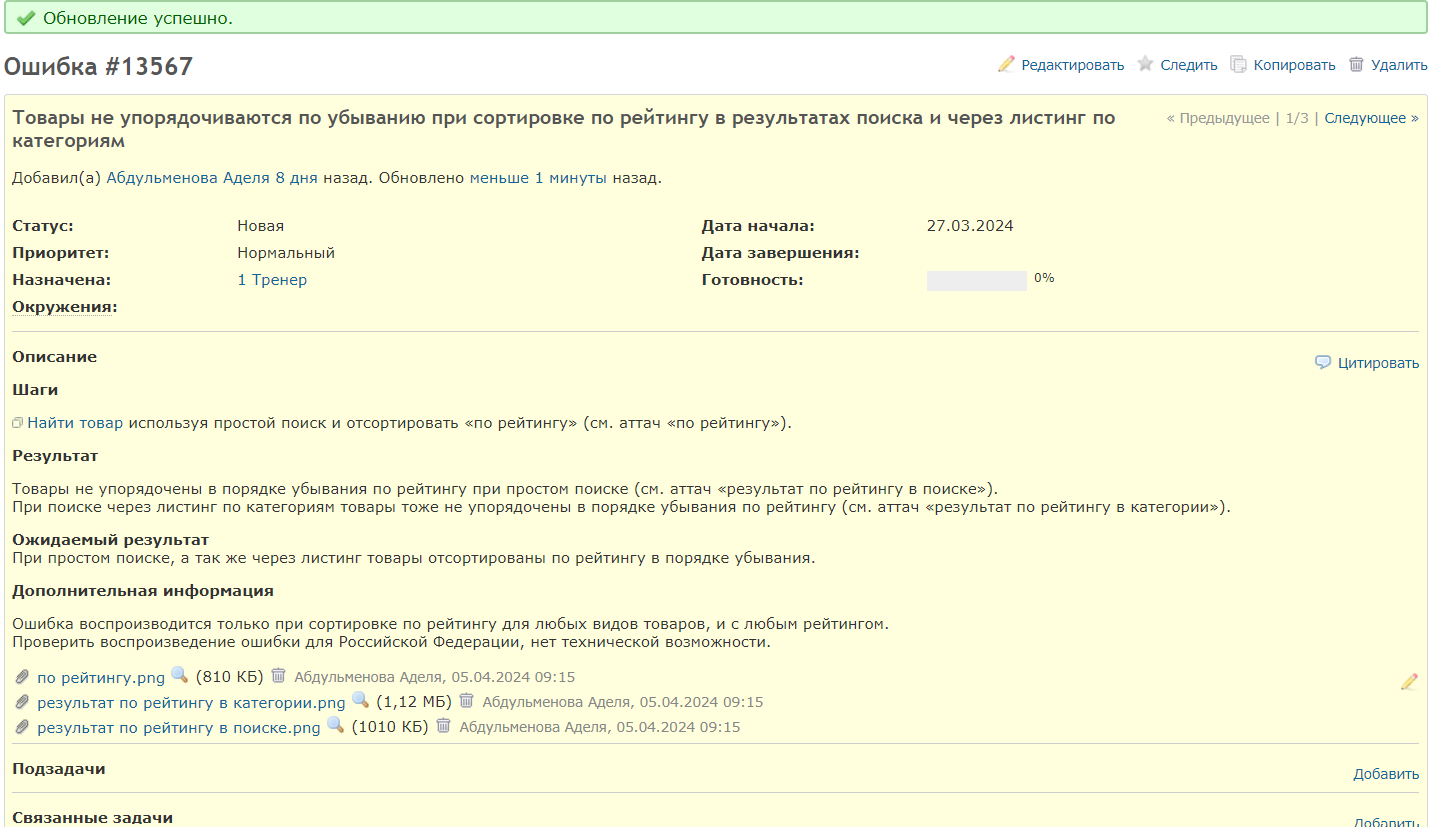 Обновление успешно.
Ошибка #13567
Редактировать Следить Копировать Удалить
Товары не упорядочиваются по убыванию при сортировке по рейтингу в результатах поиска и через листинг по
категориям
« Предыдущее | 1/3 | Следующее »
Добавил(а) Абдульменова Аделя 8 дня назад. Обновлено меньше 1 минуты назад.
Статус: Новая Дата начала: 27.03.2024
Приоритет: Нормальный Дата завершения:
Назначена: 1 Тренер Готовность: 0%
Окружения:
Описание
Цитировать
Шаги
Найти товар используя простой поиск и отсортировать «по рейтингу» (см. аттач «по рейтингу»).
Результат
Товары не упорядочены в порядке убывания по рейтингу при простом поиске (см. аттач «результат по рейтингу в поиске»).
При поиске через листинг по категориям товары тоже не упорядочены в порядке убывания по рейтингу (см. аттач «результат по рейтингу в категории»).
Ожидаемый результат
При простом поиске, а так же через листинг товары отсортированы по рейтингу в порядке убывания.
Дополнительная информация
Ошибка воспроизводится только при сортировке по рейтингу для любых видов товаров, и с любым рейтингом.
Проверить воспроизведение ошибки для Российской Федерации, нет технической возможности.
по рейтингу.png (810 КБ) Абдульменова Аделя, 05.04.2024 09:15
результат по рейтингу в категории.png (1,12 МБ) Абдульменова Аделя, 05.04.2024 09:15
результат по рейтингу в поиске.png (1010 КБ) Абдульменова Аделя, 05.04.2024 09:15
Подзадачи
Добавить
Связанные задачи
Добавить